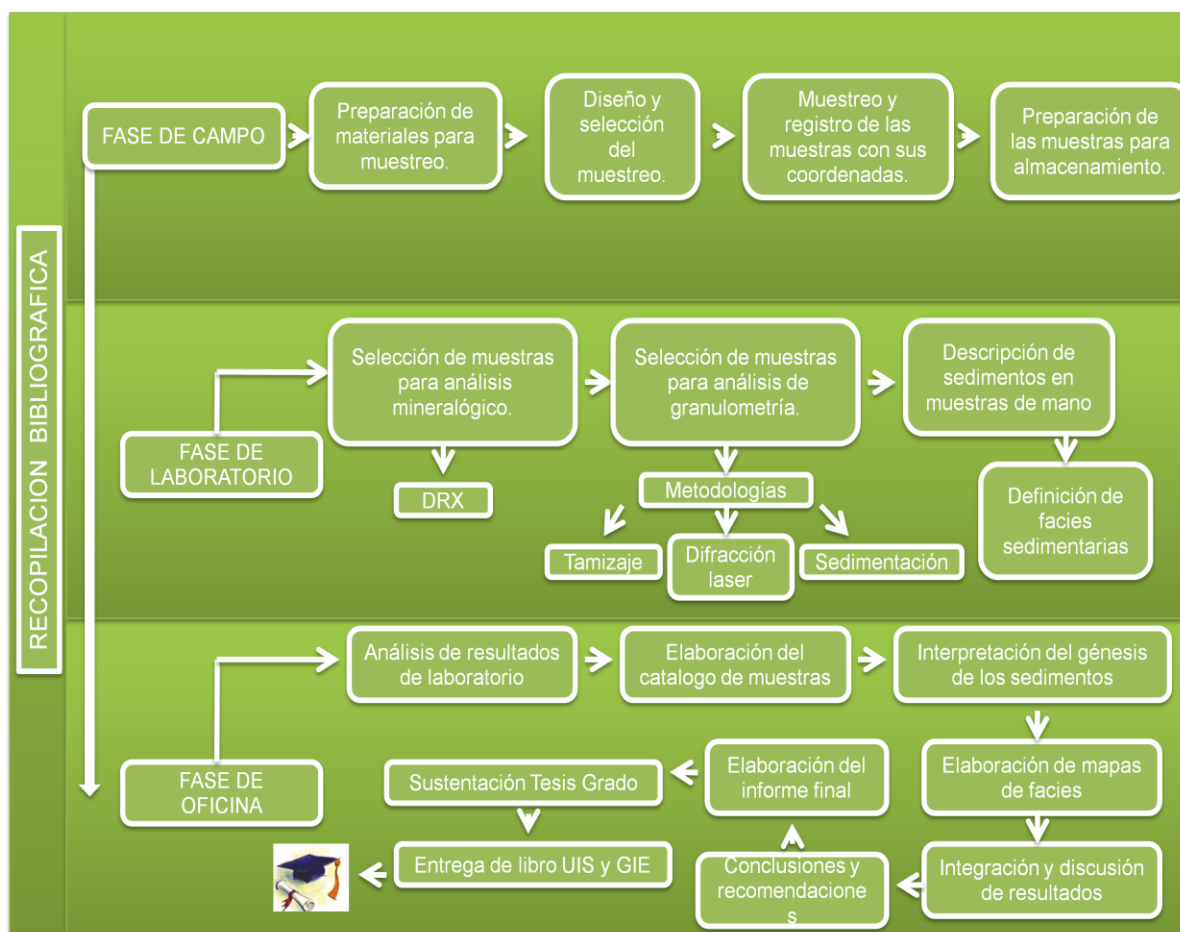 RECOPILACION BIBLIOGRAFICA
FASE DE CAMPO
Preparación de
materiales para
muestreo.
Diseño y
selección
del
muestreo.
Muestreo y
registro de las
muestras con sus
coordenadas.
Preparación de
las muestras para
almacenamiento.
FASE DE
LABORATORIO
Selección de muestras
para análisis
mineralógico.
DRX
Selección de muestras
para análisis de
granulometría.
Metodologías
Tamizaje
Difracción
laser
Sedimentación
Descripción de
sedimentos en
muestras de mano
Definición de
facies
sedimentarias
FASE DE
OFICINA
Análisis de resultados
de laboratorio
Elaboración del
catalogo de muestras
Interpretación del génesis
de los sedimentos
Elaboración de mapas
de facies
Integración y discusión
de resultados
Conclusiones y
recomendacione
s
Elaboración del
informe final
Sustentación Tesis Grado
Entrega de libro UIS y GIE